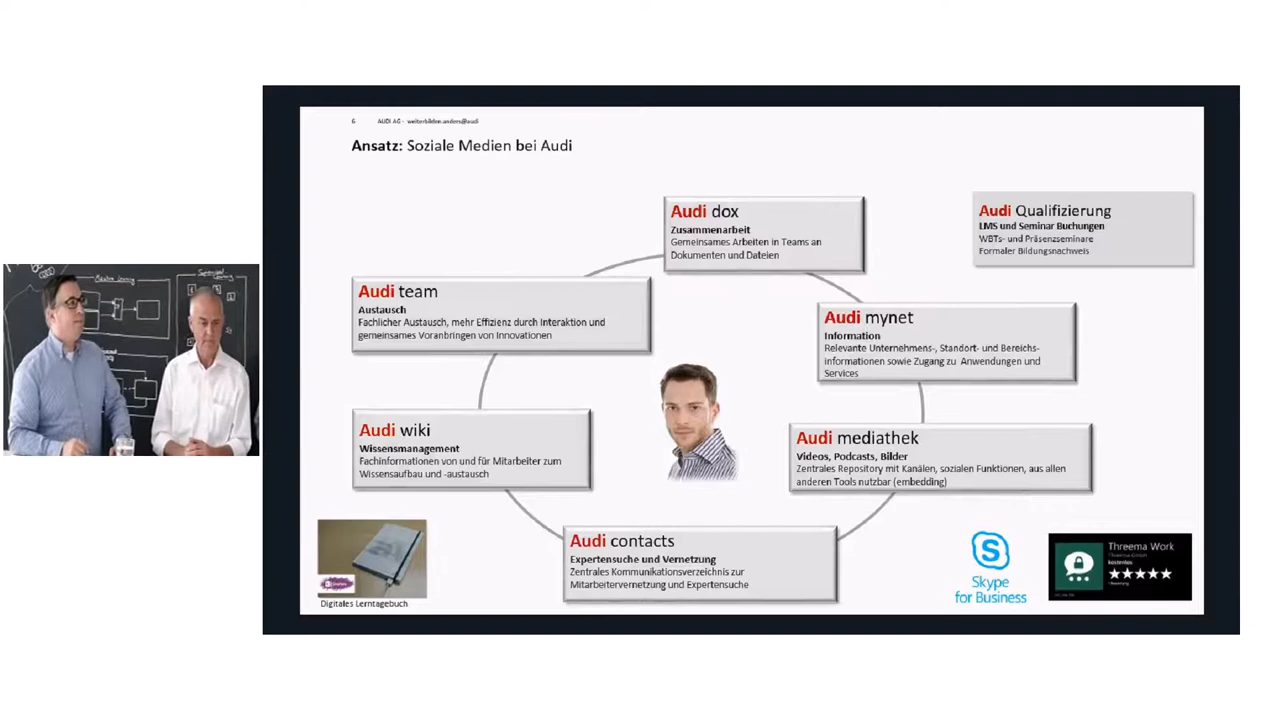 6 AUDI AG - weiterbilden.anders@audi
Ansatz: Soziale Medien bei Audi
Audi dox
Zusammenarbeit
Gemeinsames Arbeiten in Teams an
Dokumenten und Dateien
Audi Qualifizierung
LMS und Seminar Buchungen
WBTs- und Präsenzseminare
Formaler Bildungsnachweis
Audi team
Austausch
Fachlicher Austausch, mehr Effizienz durch Interaktion und
gemeinsames Voranbringen von Innovationen
Audi mynet
Information
Relevante Unternehmens-, Standort- und Bereichs-
informationen sowie Zugang zu Anwendungen und
Services
Audi wiki
Wissensmanagement
Fachinformationen von und für Mitarbeiter zum
Wissensaufbau und -austausch
Audi mediathek
Videos, Podcasts, Bilder
Zentrales Repository mit Kanälen, sozialen Funktionen, aus allen
anderen Tools nutzbar (embedding)
Audi contacts
Expertensuche und Vernetzung
Zentrales Kommunikationsverzeichnis zur
Mitarbeitervernetzung und Expertensuche
Digitales Lerntagebuch
S
Skype
for Business
Threema Work
Threema GmbH
kostenlos